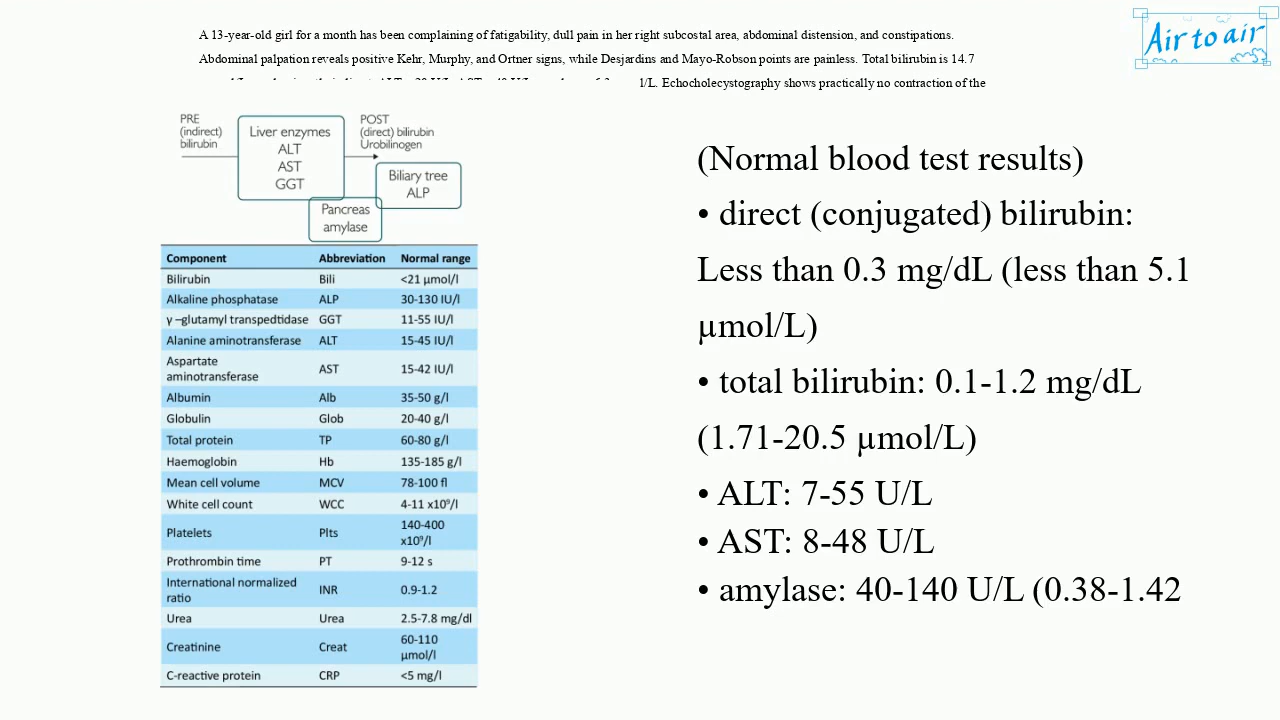 A 13-year-old girl for a month has been complaining of fatigability, dull pain in her right subcostal area, abdominal distension, and constipations.
Abdominal palpation reveals positive Kehr, Murphy, and Ortner signs, while Desjardins and Mayo-Robson points are painless. Total bilirubin is 14.7
l/L. Echocholecystography shows practically no contraction of the
Air to air
PRE
(indirect)
bilirubin
Liver enzymes
ALT
AST
GGT
POST
(direct) bilirubin
Urobilinogen
Biliary tree
ALP
Pancreas
amylase
Component Abbreviation Normal range
Bilirubin Bili <21 µmol/l
Alkaline phosphatase ALP 30-130 IU/l
γ –glutamyl transpedtidase GGT 11-55 IU/l
Alanine aminotransferase ALT 15-45 IU/l
Aspartate
aminotransferase AST 15-42 IU/l
Albumin Alb 35-50 g/l
Globulin Glob 20-40 g/l
Total protein TP 60-80 g/l
Haemoglobin Hb 135-185 g/l
Mean cell volume MCV 78-100 fl
White cell count WCC 4-11 x10⁹/l
Platelets Plts 140-400
x10⁹/l
Prothrombin time PT 9-12 s
International normalized
ratio INR 0.9-1.2
Urea Urea 2.5-7.8 mg/dl
Creatinine Creat 60-110
µmol/l
C-reactive protein CRP <5 mg/l
(Normal blood test results)
• direct (conjugated) bilirubin:
Less than 0.3 mg/dL (less than 5.1
µmol/L)
• total bilirubin: 0.1-1.2 mg/dL
(1.71-20.5 µmol/L)
• ALT: 7-55 U/L
• AST: 8-48 U/L
• amylase: 40-140 U/L (0.38-1.42